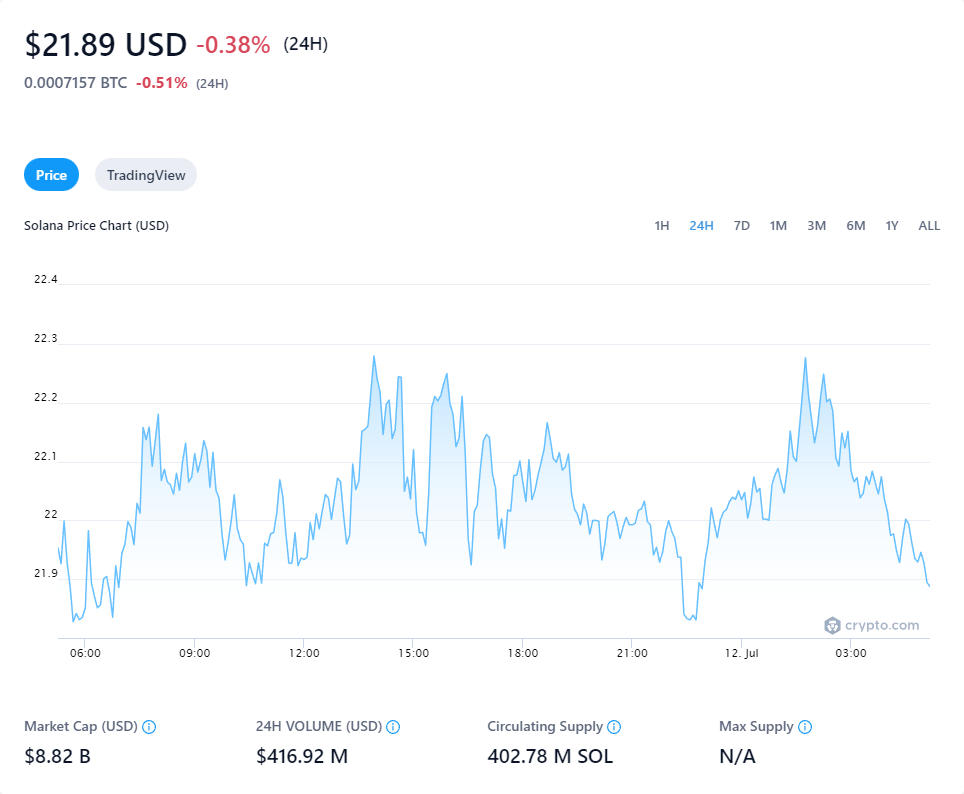 $21.89 USD -0.38% (24H)
0.0007157 BTC -0.51% (24H)
Price TradingView
Solana Price Chart (USD) 1H 24H 7D 1M 3M 6M 1Y ALL
22.4
22.3
22.2
22.1
22
21.9
crypto.com
06:00 09:00 12:00 15:00 18:00 21:00 12. Jul 03:00
Market Cap (USD) 24H VOLUME (USD) Circulating Supply Max Supply
$8.82 B $416.92 M 402.78 M SOL N/A